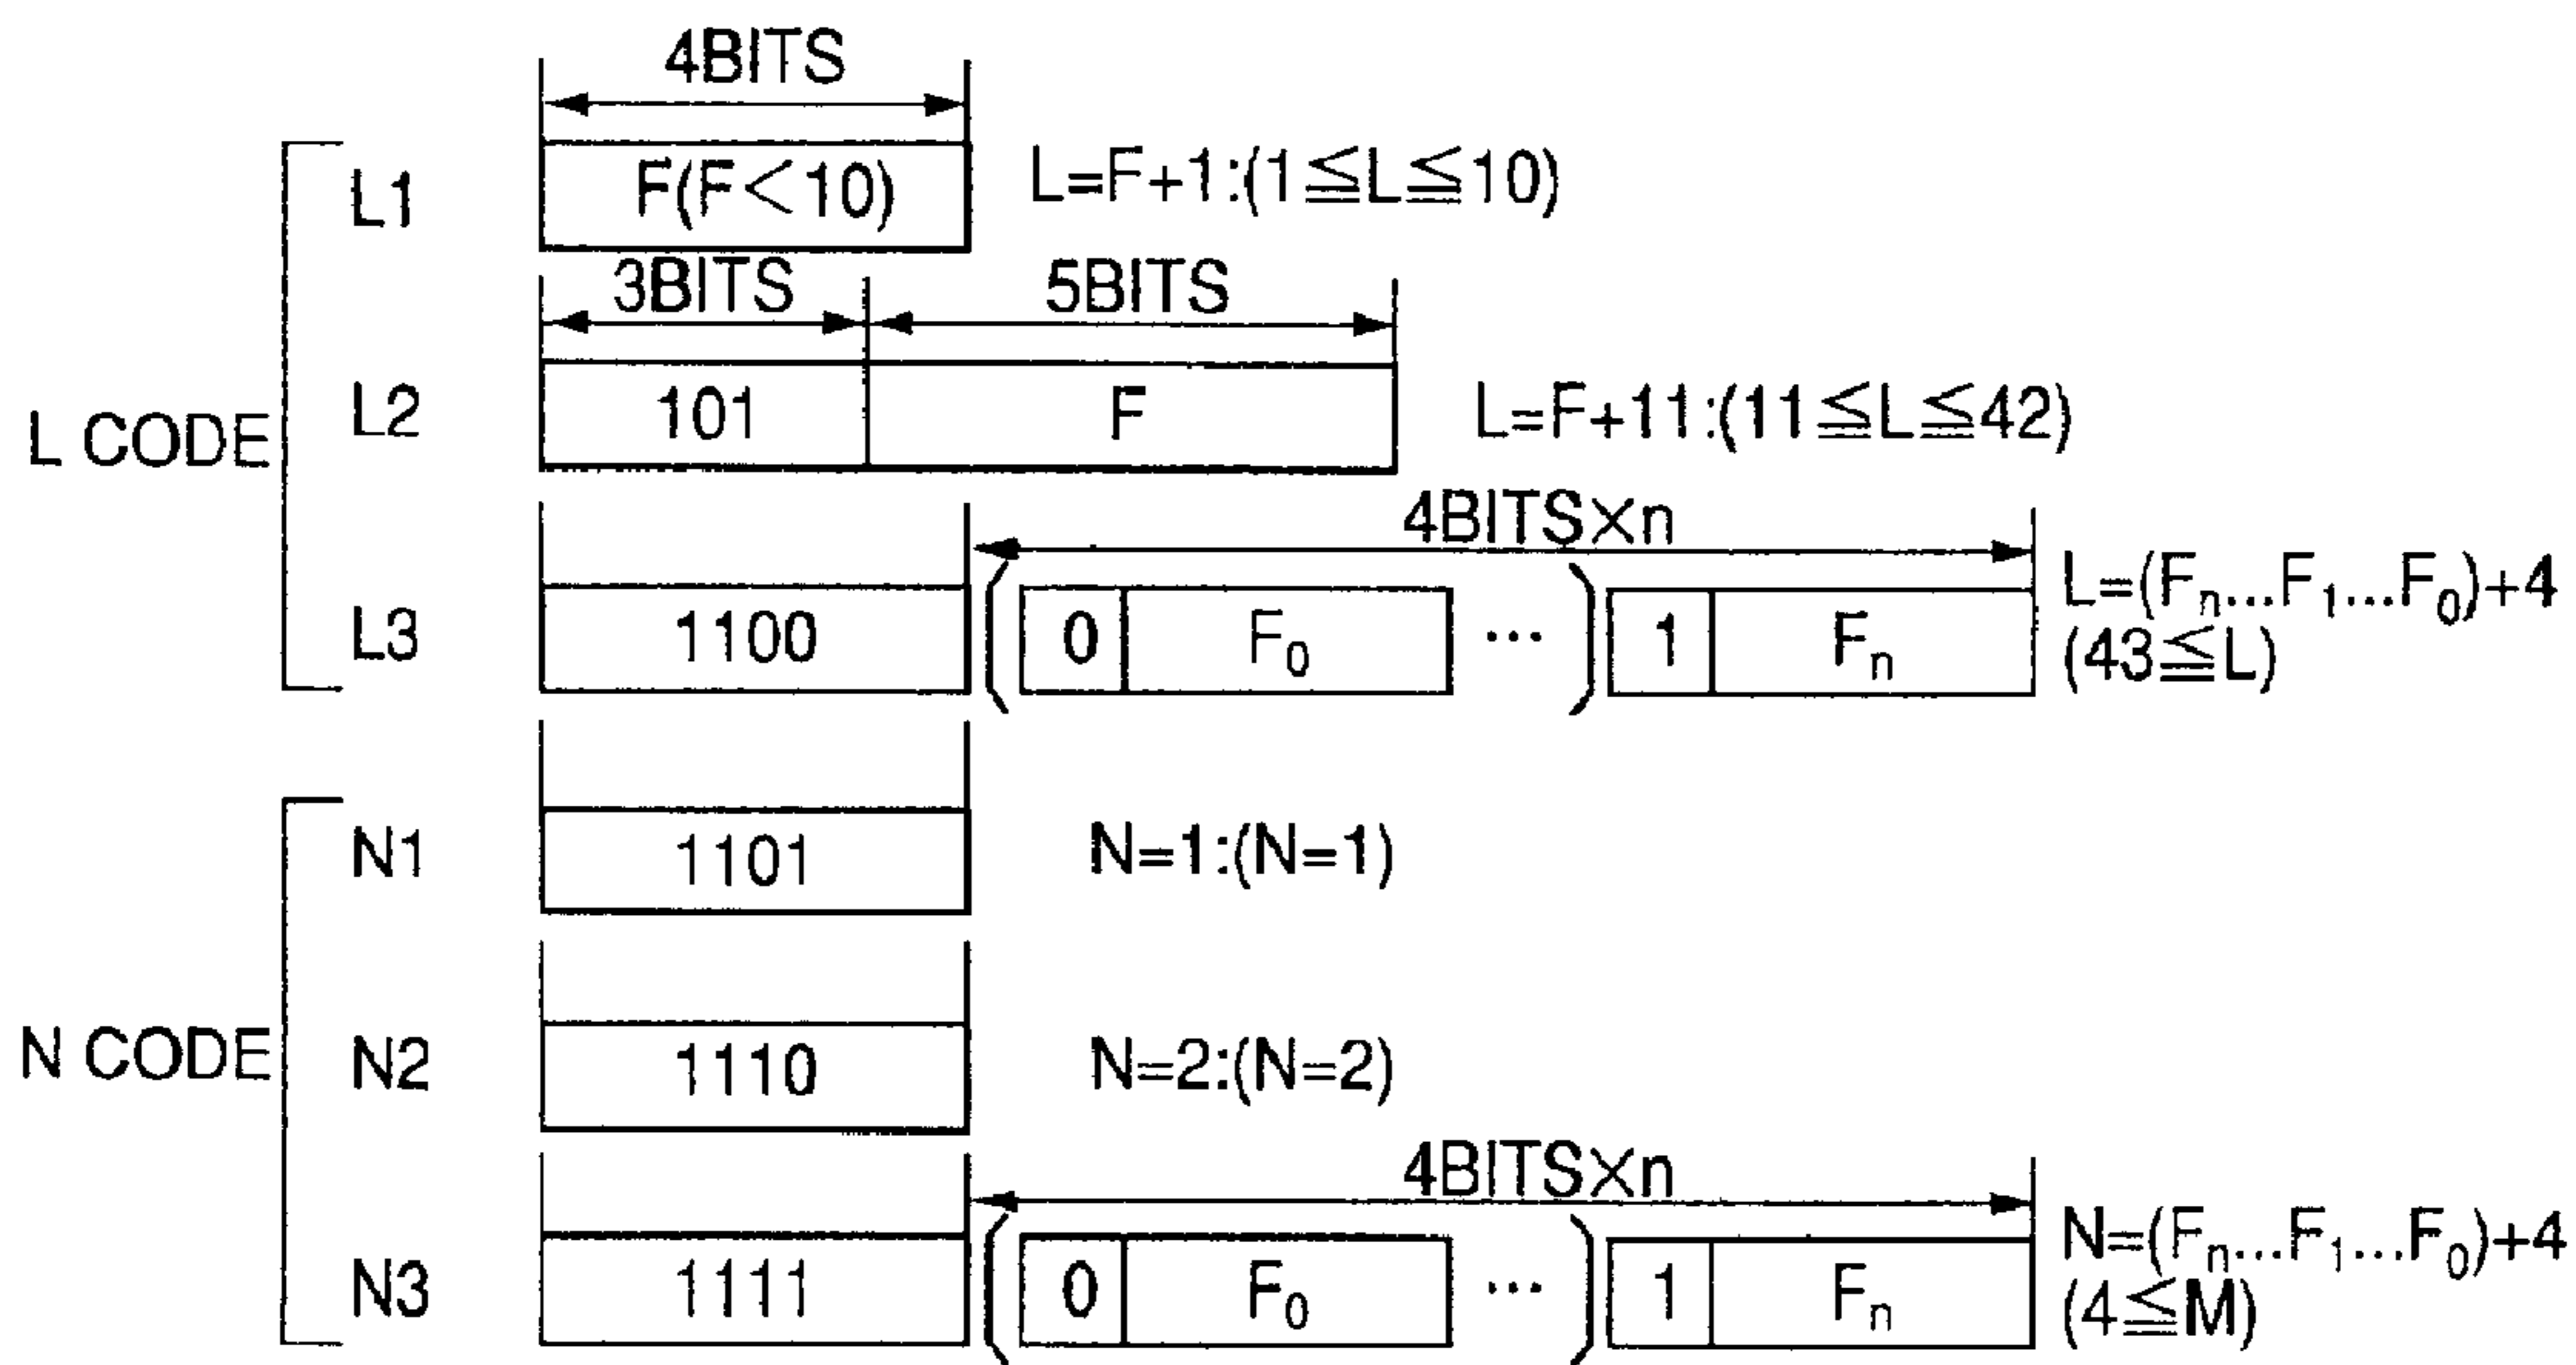 4BITS
L1 F(F<10) L=F+1:(1≦L≦10)
3BITS 5BITS
L CODE L2 101 F L=F+11:(11≦L≦42)
4BITS×n
L3 1100 ( 0 F₀ ... ) 1 Fₙ L=(Fₙ...F₁...F₀)+4
(43≦L)
N1 1101 N=1:(N=1)
N CODE N2 1110 N=2:(N=2)
4BITS×n
N3 1111 ( 0 F₀ ... ) 1 Fₙ N=(Fₙ...F₁...F₀)+4
(4≦M)